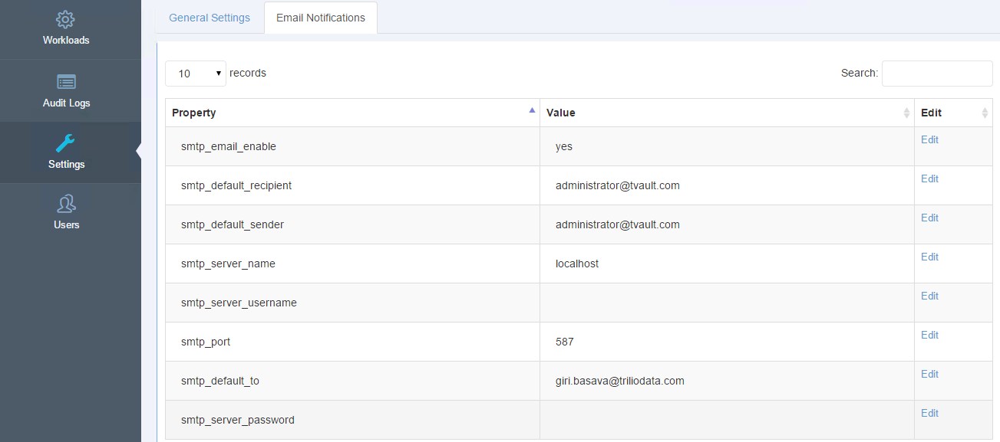 Workloads
Audit Logs
Settings
Users
General Settings Email Notifications
10 records Search:
Property Value Edit
smtp_email_enable yes Edit
smtp_default_recipient administrator@tvault.com Edit
smtp_default_sender administrator@tvault.com Edit
smtp_server_name localhost Edit
smtp_server_username Edit
smtp_port 587 Edit
smtp_default_to giri.basava@triliodata.com Edit
smtp_server_password Edit